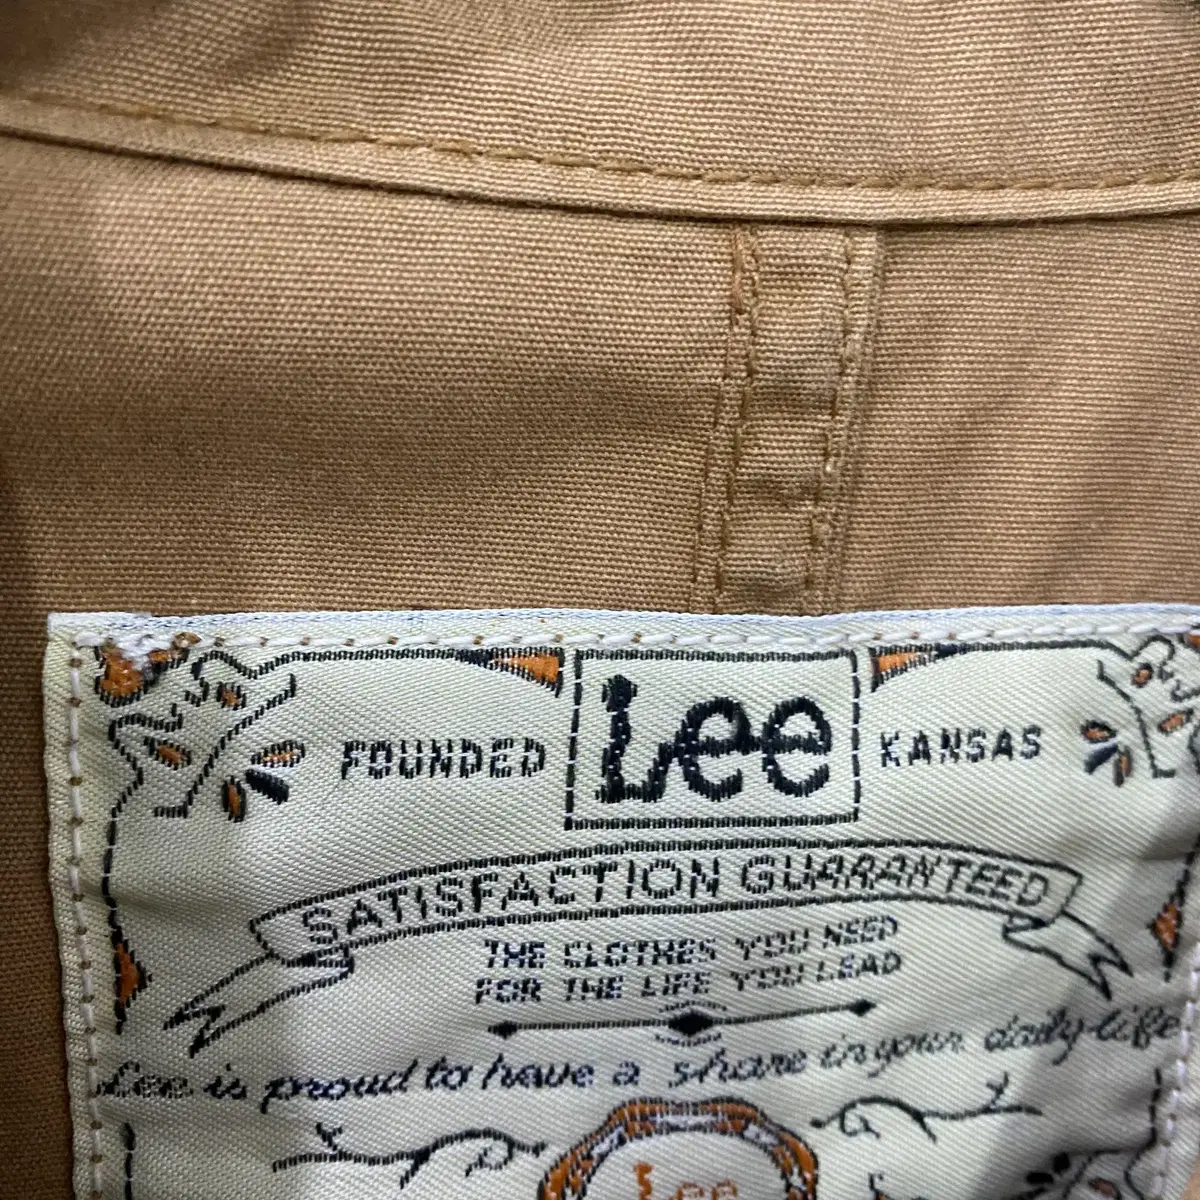 FOUNDED Lee KANSAS
SATISFACTION GUARANTEED
THE CLOTHES YOU NEED
FOR THE LIFE YOU LEAD
Lee is proud to have a share in your daily life
Lee